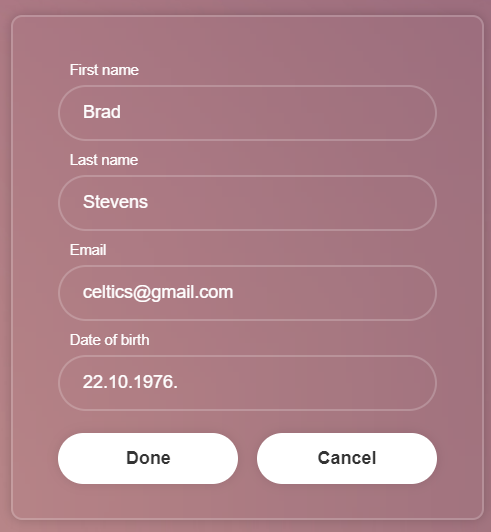 First name
Brad
Last name
Stevens
Email
celtics@gmail.com
Date of birth
22.10.1976.
Done Cancel